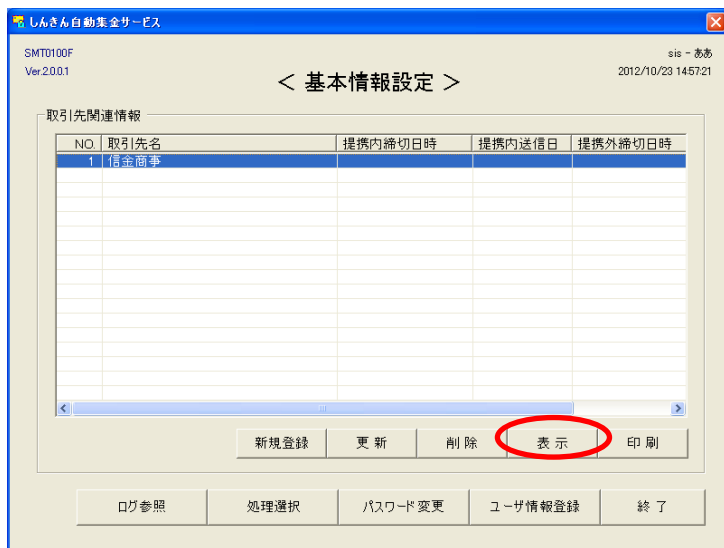 しんきん自動集金サービス
SMT0100F
sis - ああ
Ver.2.0.0.1
2012/10/23 14:57:21
＜ 基本情報設定 ＞
取引先関連情報
NO. 取引先名 提携内締切日時 提携内送信日 提携外締切日時
1 信金商事
新規登録 更 新 削 除 表 示 印 刷
ログ参照 処理選択 パスワード変更 ユーザ情報登録 終 了